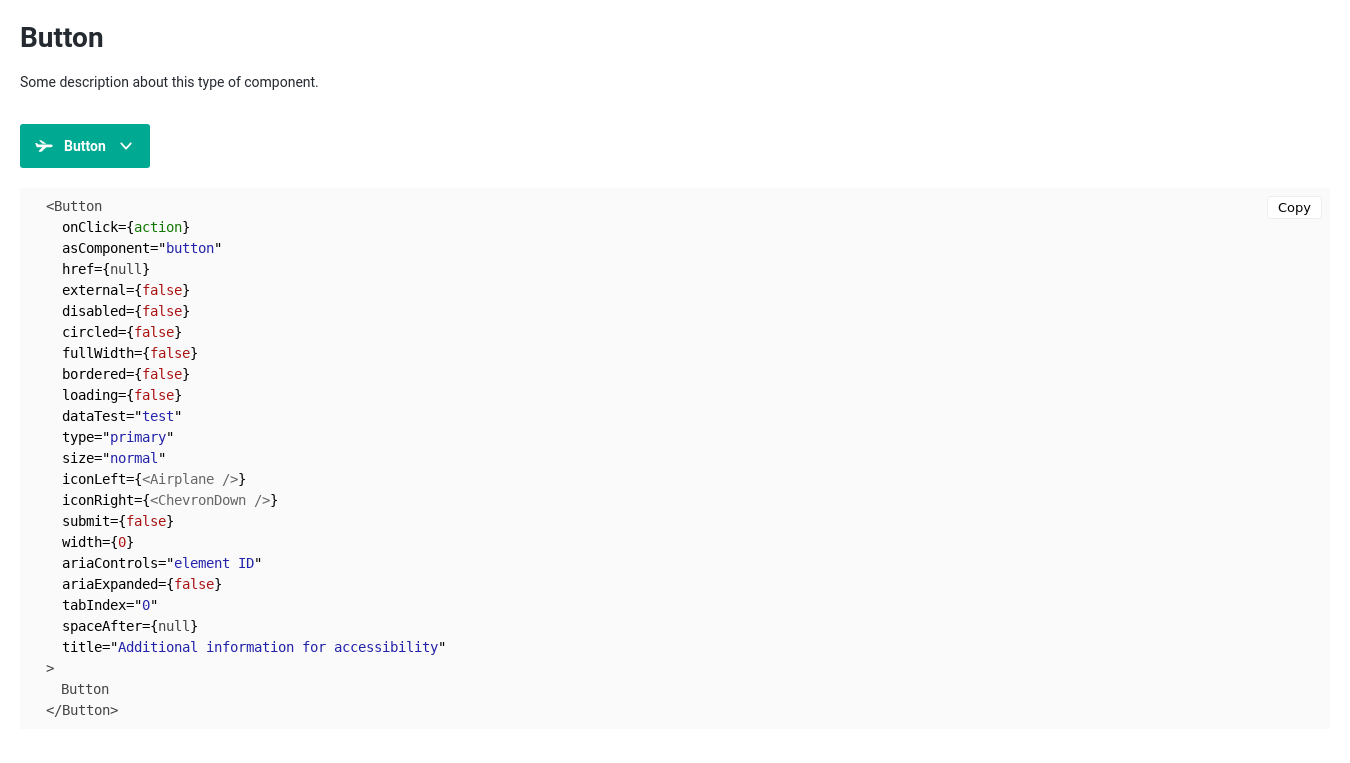 Button
Some description about this type of component.
Button
Copy
<Button
  onClick={action}
  asComponent="button"
  href={null}
  external={false}
  disabled={false}
  circled={false}
  fullWidth={false}
  bordered={false}
  loading={false}
  dataTest="test"
  type="primary"
  size="normal"
  iconLeft={<Airplane />}
  iconRight={<ChevronDown />}
  submit={false}
  width={0}
  ariaControls="element ID"
  ariaExpanded={false}
  tabIndex="0"
  spaceAfter={null}
  title="Additional information for accessibility"
>
  Button
</Button>